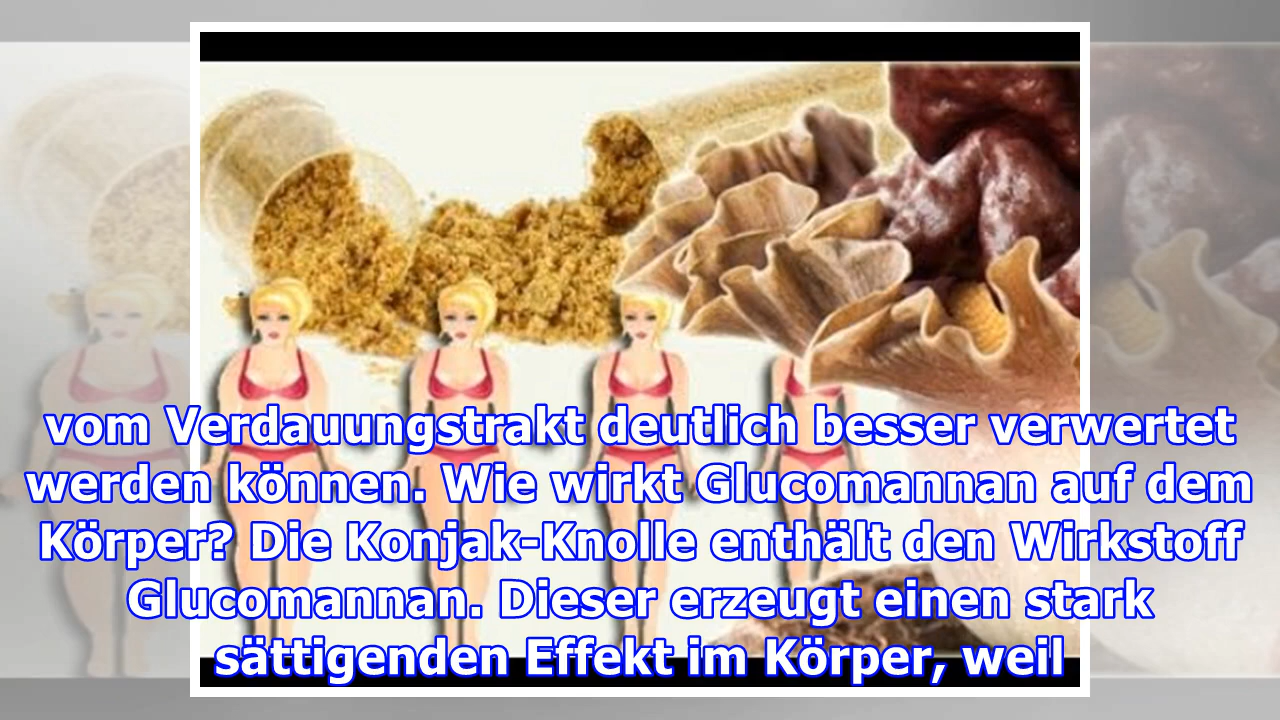 vom Verdauungstrakt deutlich besser verwertet
werden können. Wie wirkt Glucomannan auf dem
Körper? Die Konjak-Knolle enthält den Wirkstoff
Glucomannan. Dieser erzeugt einen stark
sättigenden Effekt im Körper, weil